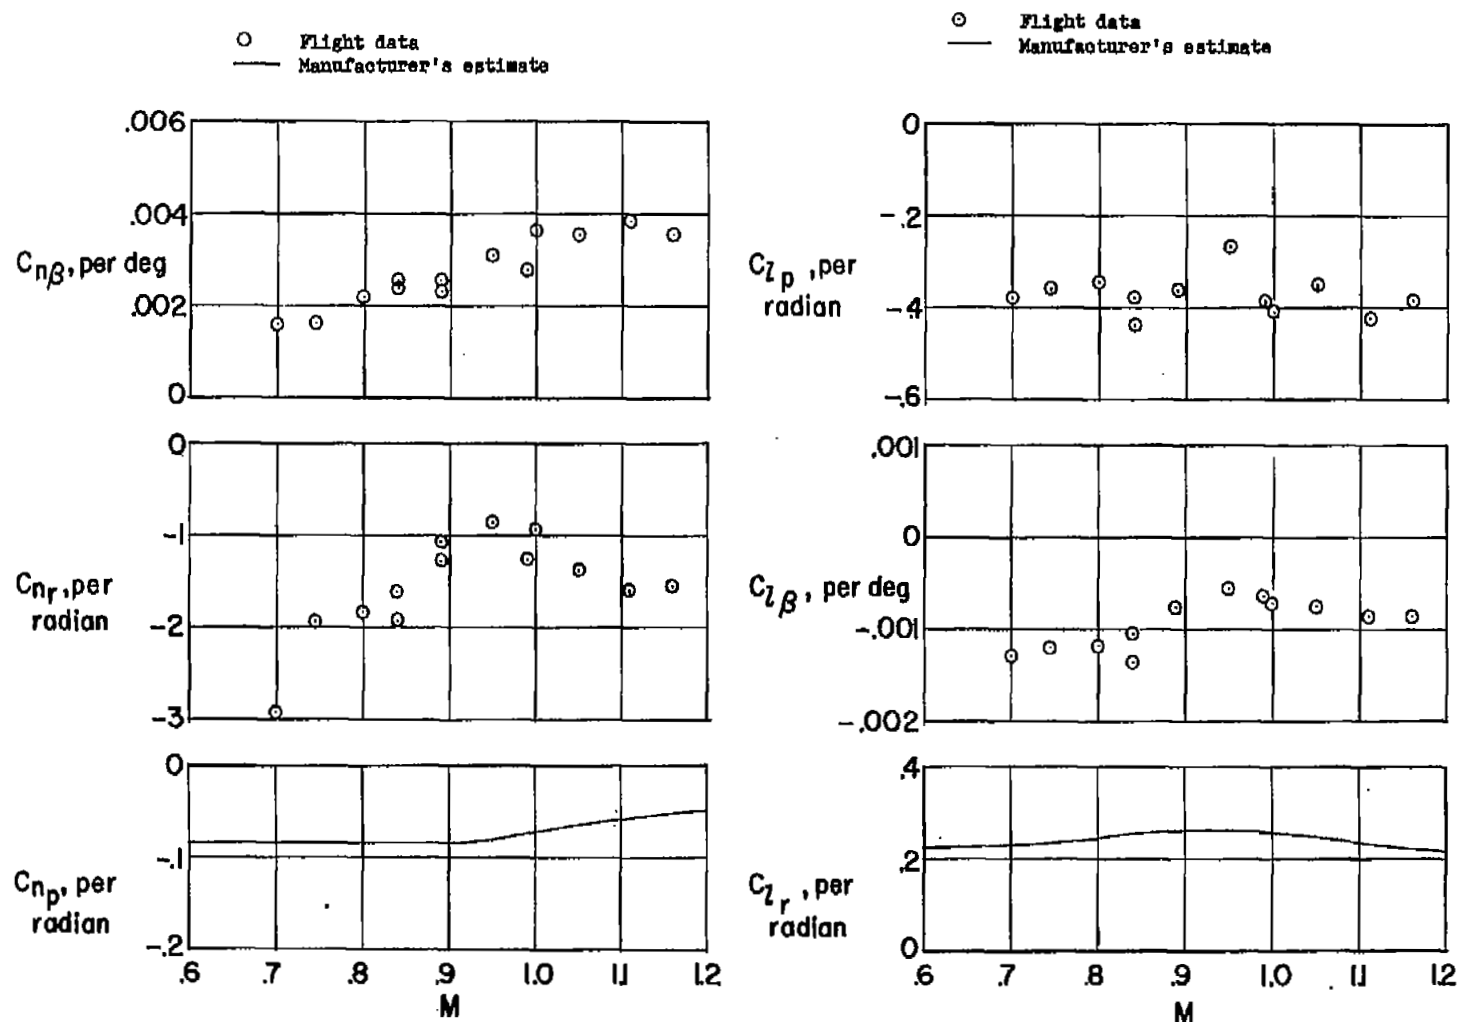 Flight data
Manufacturer's estimate
.006
.004
Cnβ, per deg
.002
0
0
-1
Cnr, per
radian
-2
-3
0
-.1
Cnp, per
radian
-.2
.6 .7 .8 .9 1.0 1.1 1.2
M
Flight data
Manufacturer's estimate
0
-.2
Clp, per
radian
-.4
-.6
.001
0
Clβ, per deg
-.001
-.002
.4
.2
Clr, per
radian
0
.6 .7 .8 .9 1.0 1.1 1.2
M